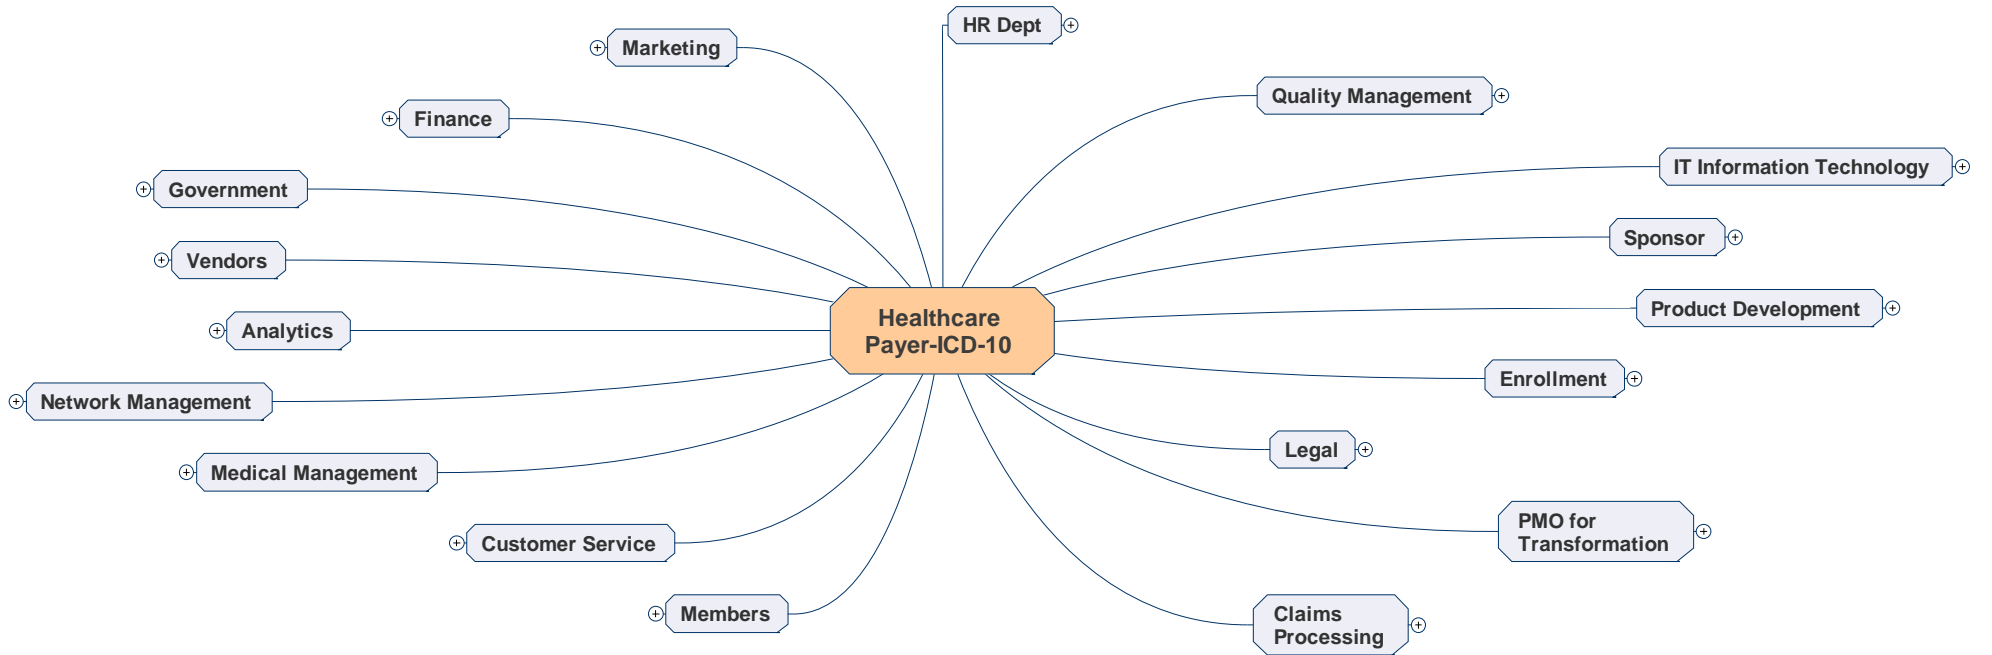 HR Dept
Marketing
Quality Management
Finance
IT Information Technology
Government
Sponsor
Vendors
Product Development
Healthcare
Payer-ICD-10
Analytics
Enrollment
Network Management
Legal
Medical Management
PMO for
Transformation
Customer Service
Members
Claims
Processing